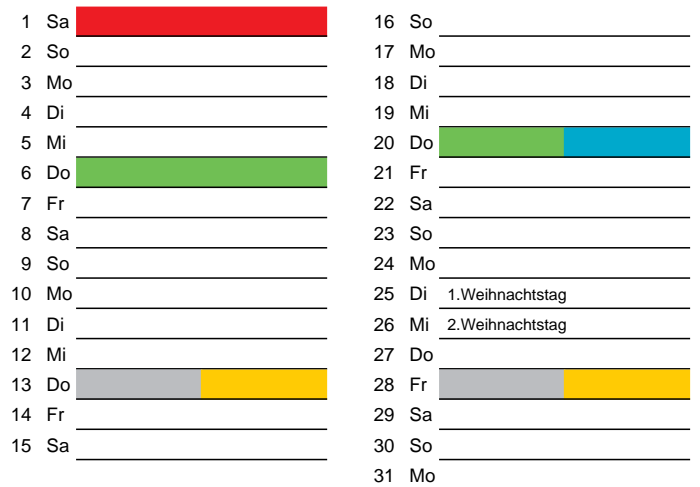 1 Sa
2 So
3 Mo
4 Di
5 Mi
6 Do
7 Fr
8 Sa
9 So
10 Mo
11 Di
12 Mi
13 Do
14 Fr
15 Sa
16 So
17 Mo
18 Di
19 Mi
20 Do
21 Fr
22 Sa
23 So
24 Mo
25 Di 1.Weihnachtstag
26 Mi 2.Weihnachtstag
27 Do
28 Fr
29 Sa
30 So
31 Mo